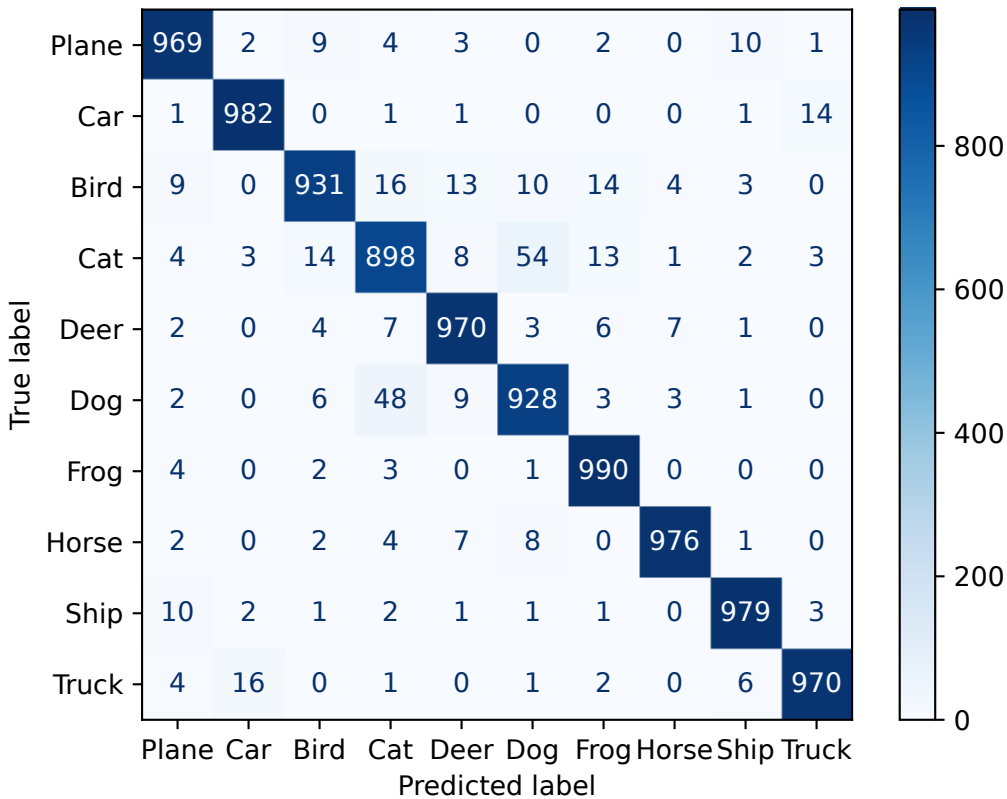 Plane 969 2 9 4 3 0 2 0 10 1
Car 1 982 0 1 1 0 0 0 1 14
Bird 9 0 931 16 13 10 14 4 3 0
Cat 4 3 14 898 8 54 13 1 2 3
Deer 2 0 4 7 970 3 6 7 1 0
Dog 2 0 6 48 9 928 3 3 1 0
Frog 4 0 2 3 0 1 990 0 0 0
Horse 2 0 2 4 7 8 0 976 1 0
Ship 10 2 1 2 1 1 1 0 979 3
Truck 4 16 0 1 0 1 2 0 6 970
Plane Car Bird Cat Deer Dog Frog Horse Ship Truck
Predicted label
True label
800
600
400
200
0